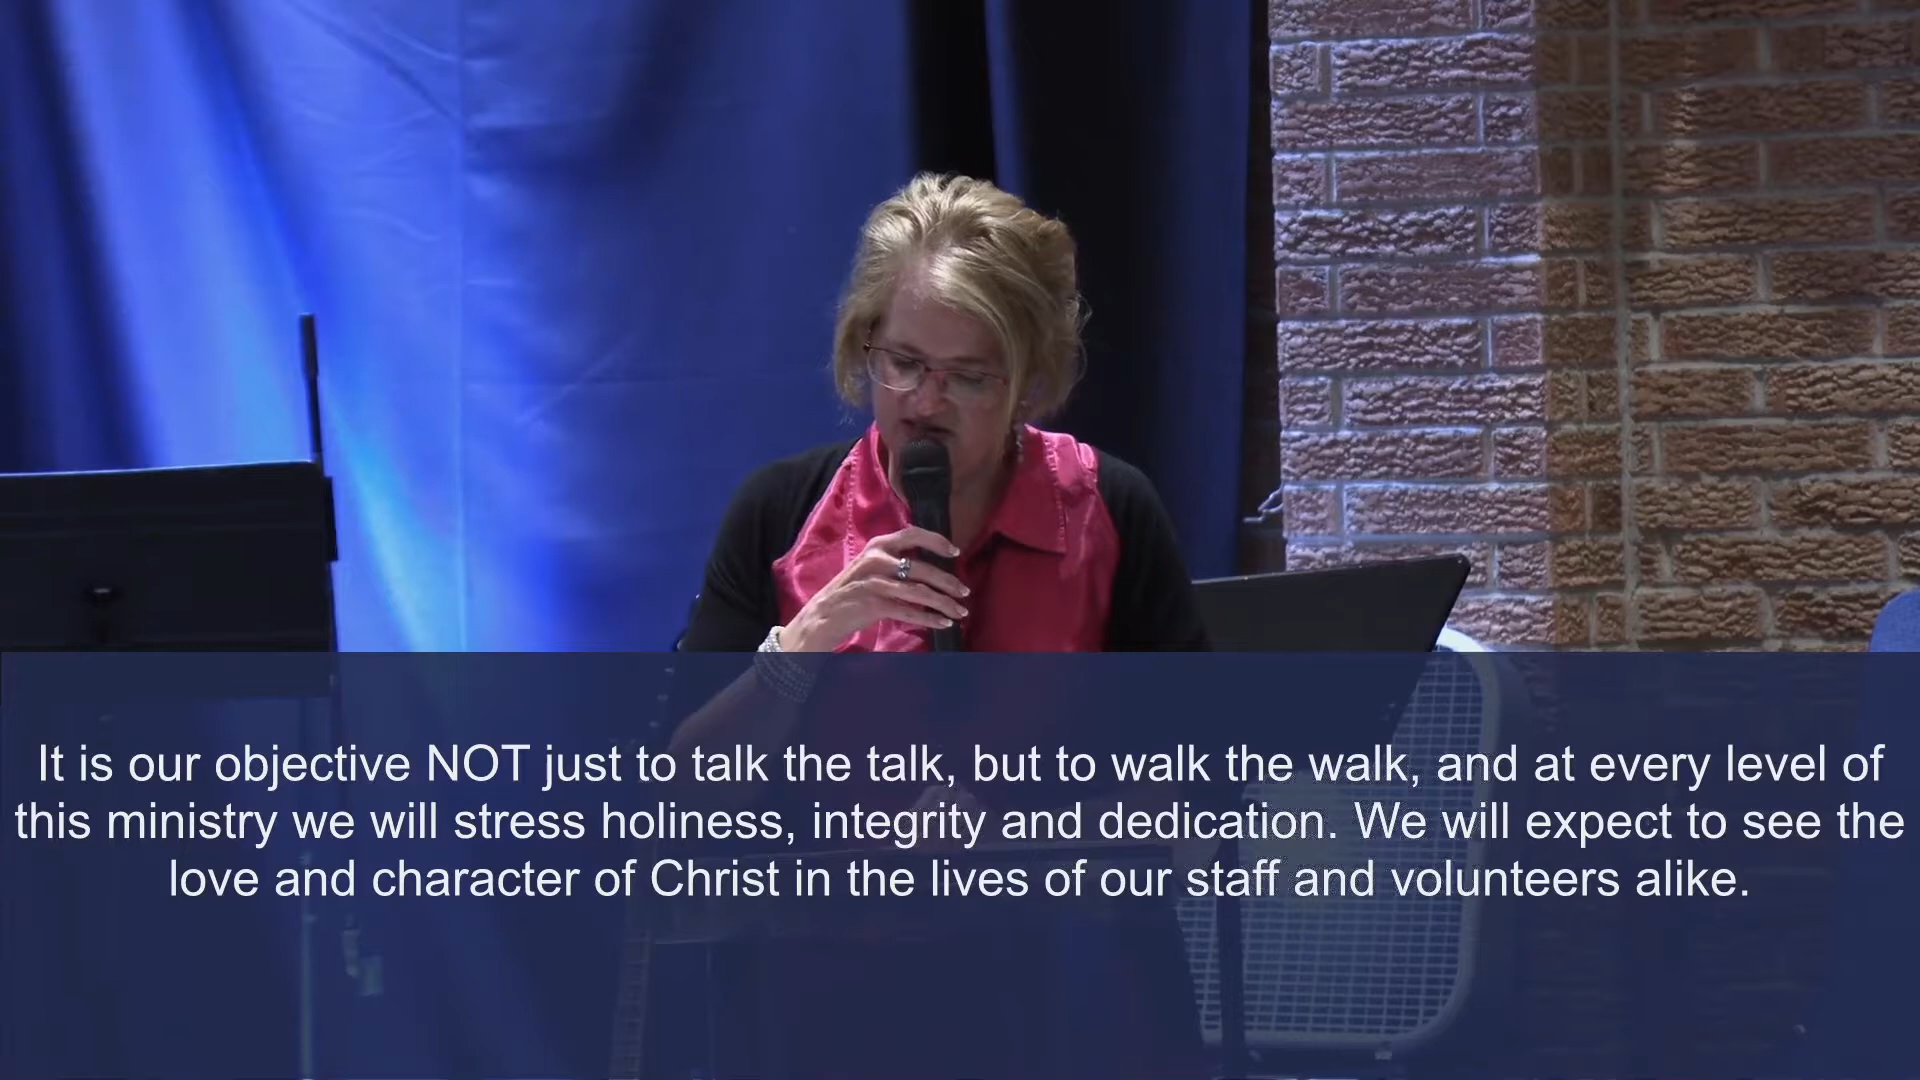 It is our objective NOT just to talk the talk, but to walk the walk, and at every level of
this ministry we will stress holiness, integrity and dedication. We will expect to see the
love and character of Christ in the lives of our staff and volunteers alike.